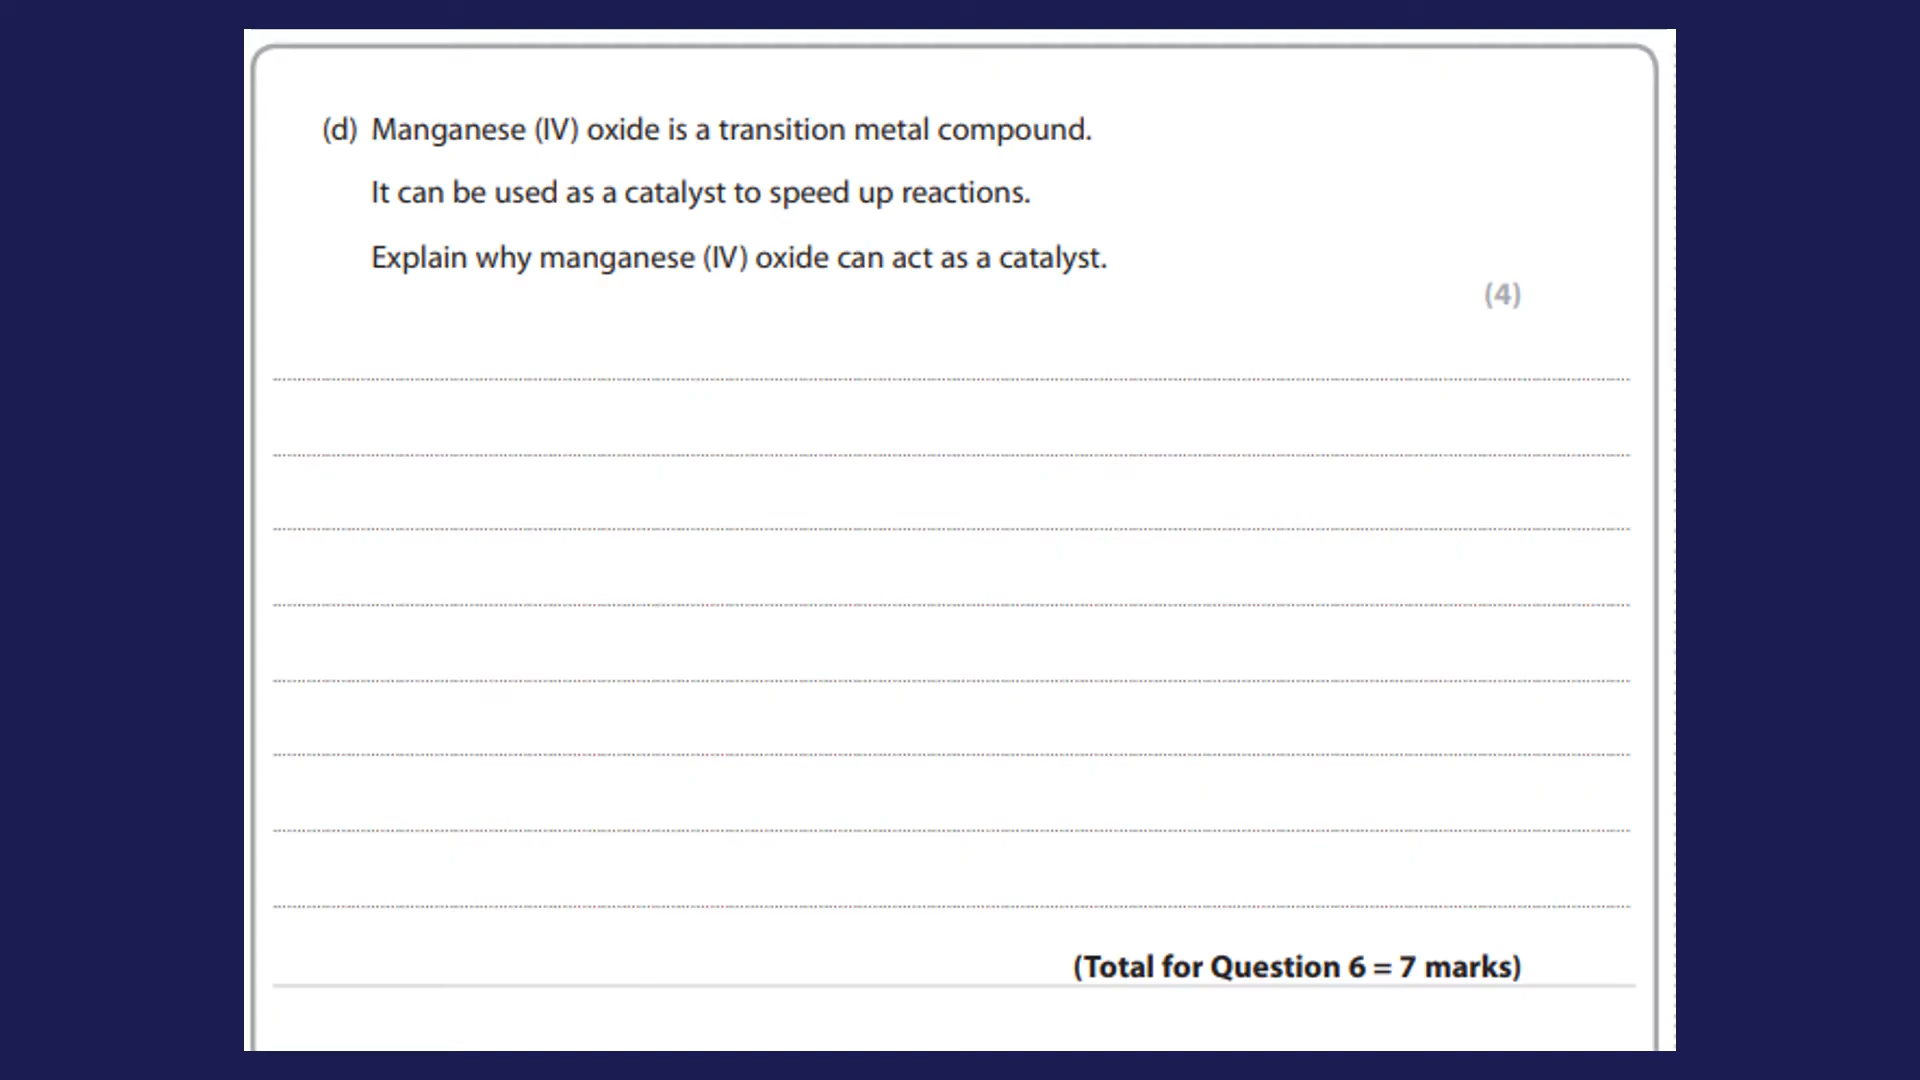 (d) Manganese (IV) oxide is a transition metal compound.
It can be used as a catalyst to speed up reactions.
Explain why manganese (IV) oxide can act as a catalyst.
(4)
(Total for Question 6 = 7 marks)